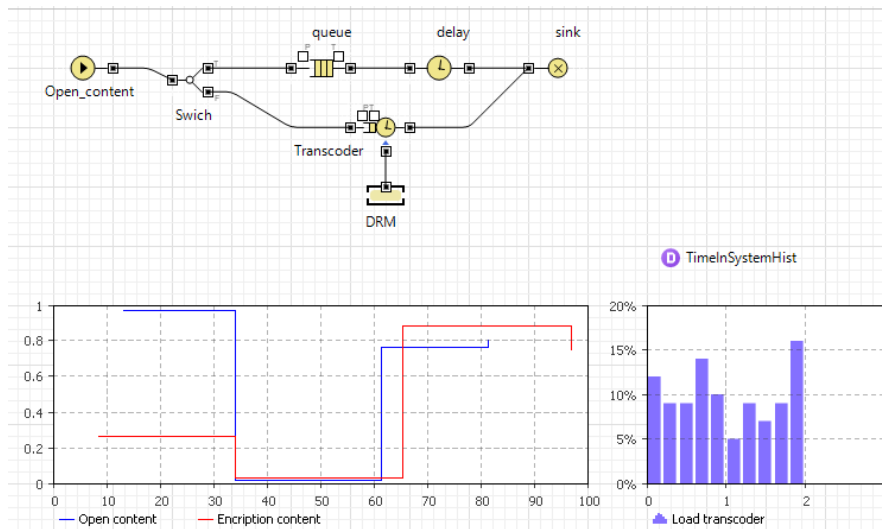 queue delay sink
P T
T
Open_content
F
Swich
PT
Transcoder
DRM
D TimeInSystemHist
1 20%
0.8
15%
0.6
10%
0.4
5%
0.2
0 0%
0 10 20 30 40 50 60 70 80 90 100 0 1 2
Open content Encription content Load transcoder